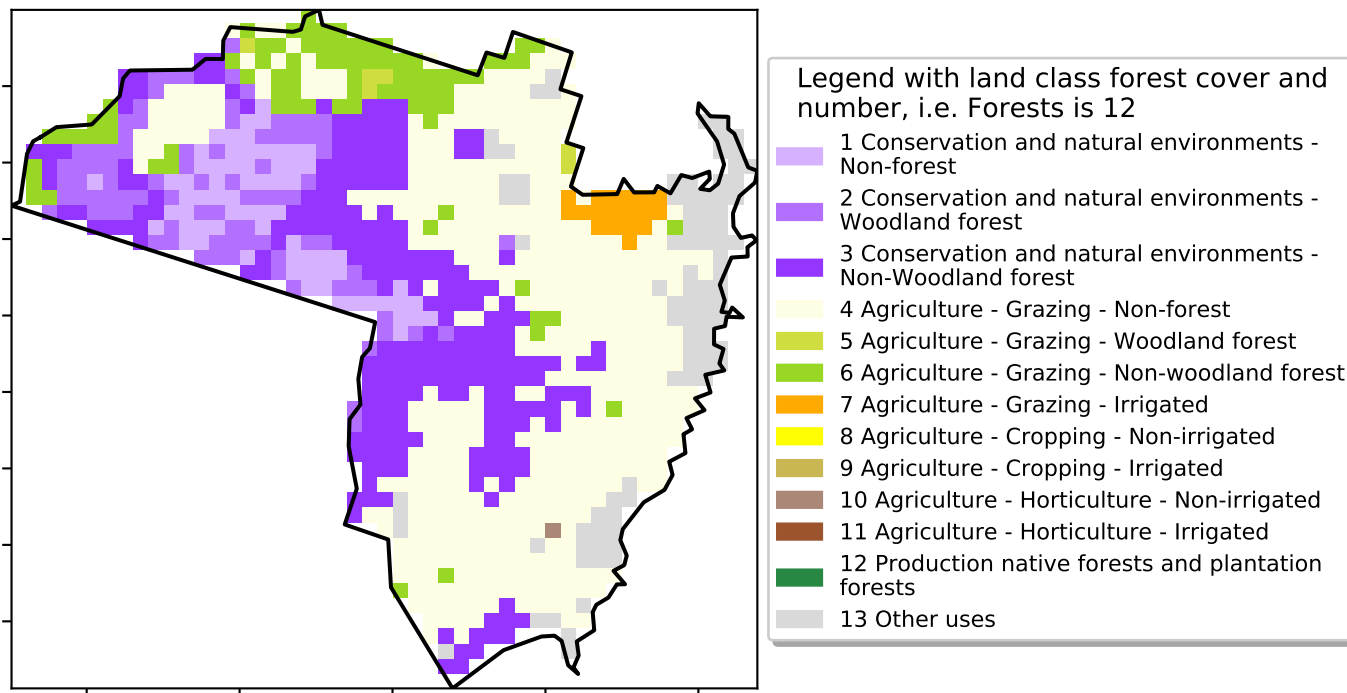 Legend with land class forest cover and
number, i.e. Forests is 12
1 Conservation and natural environments -
Non-forest
2 Conservation and natural environments -
Woodland forest
3 Conservation and natural environments -
Non-Woodland forest
4 Agriculture - Grazing - Non-forest
5 Agriculture - Grazing - Woodland forest
6 Agriculture - Grazing - Non-woodland forest
7 Agriculture - Grazing - Irrigated
8 Agriculture - Cropping - Non-irrigated
9 Agriculture - Cropping - Irrigated
10 Agriculture - Horticulture - Non-irrigated
11 Agriculture - Horticulture - Irrigated
12 Production native forests and plantation
forests
13 Other uses